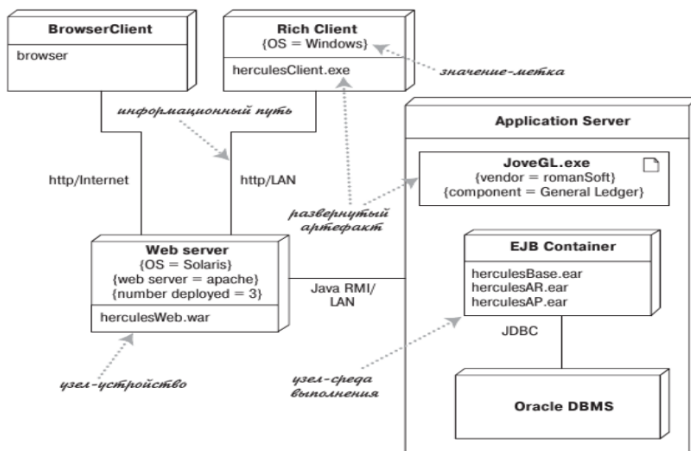 BrowserClient
browser
Rich Client
{OS = Windows}
herculesClient.exe
значение-метка
информационный путь
http/Internet
http/LAN
Application Server
JoveGL.exe
{vendor = romanSoft}
{component = General Ledger}
развернутый
артефакт
Web server
{OS = Solaris}
{web server = apache}
{number deployed = 3}
herculesWeb.war
Java RMI/
LAN
EJB Container
herculesBase.ear
herculesAR.ear
herculesAP.ear
JDBC
узел-устройство
узел-среда
выполнения
Oracle DBMS